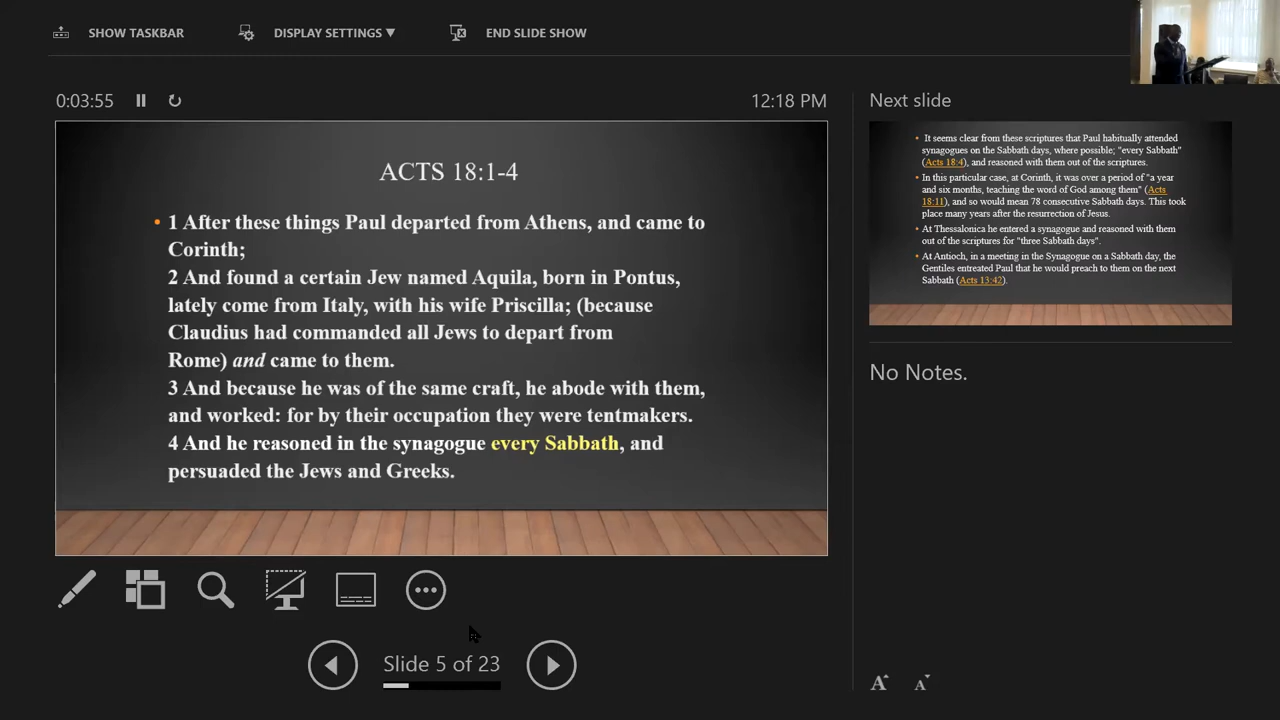 SHOW TASKBAR
DISPLAY SETTINGS ▼
END SLIDE SHOW
0:03:55
12:18 PM
ACTS 18:1-4
• 1 After these things Paul departed from Athens, and came to
Corinth;
2 And found a certain Jew named Aquila, born in Pontus,
lately come from Italy, with his wife Priscilla; (because
Claudius had commanded all Jews to depart from
Rome) and came to them.
3 And because he was of the same craft, he abode with them,
and worked: for by their occupation they were tentmakers.
4 And he reasoned in the synagogue every Sabbath, and
persuaded the Jews and Greeks.
Slide 5 of 23
Next slide
• It seems clear from these scriptures that Paul habitually attended
synagogues on the Sabbath days, where possible; "every Sabbath"
(Acts 18:4), and reasoned with them out of the scriptures.
• In this particular case, at Corinth, it was over a period of "a year
and six months, teaching the word of God among them" (Acts
18:11), and so would mean 78 consecutive Sabbath days. This took
place many years after the resurrection of Jesus.
• At Thessalonica he entered a synagogue and reasoned with them
out of the scriptures for "three Sabbath days".
• At Antioch, in a meeting in the Synagogue on a Sabbath day, the
Gentiles entreated Paul that he would preach to them on the next
Sabbath (Acts 13:42).
No Notes.
A A